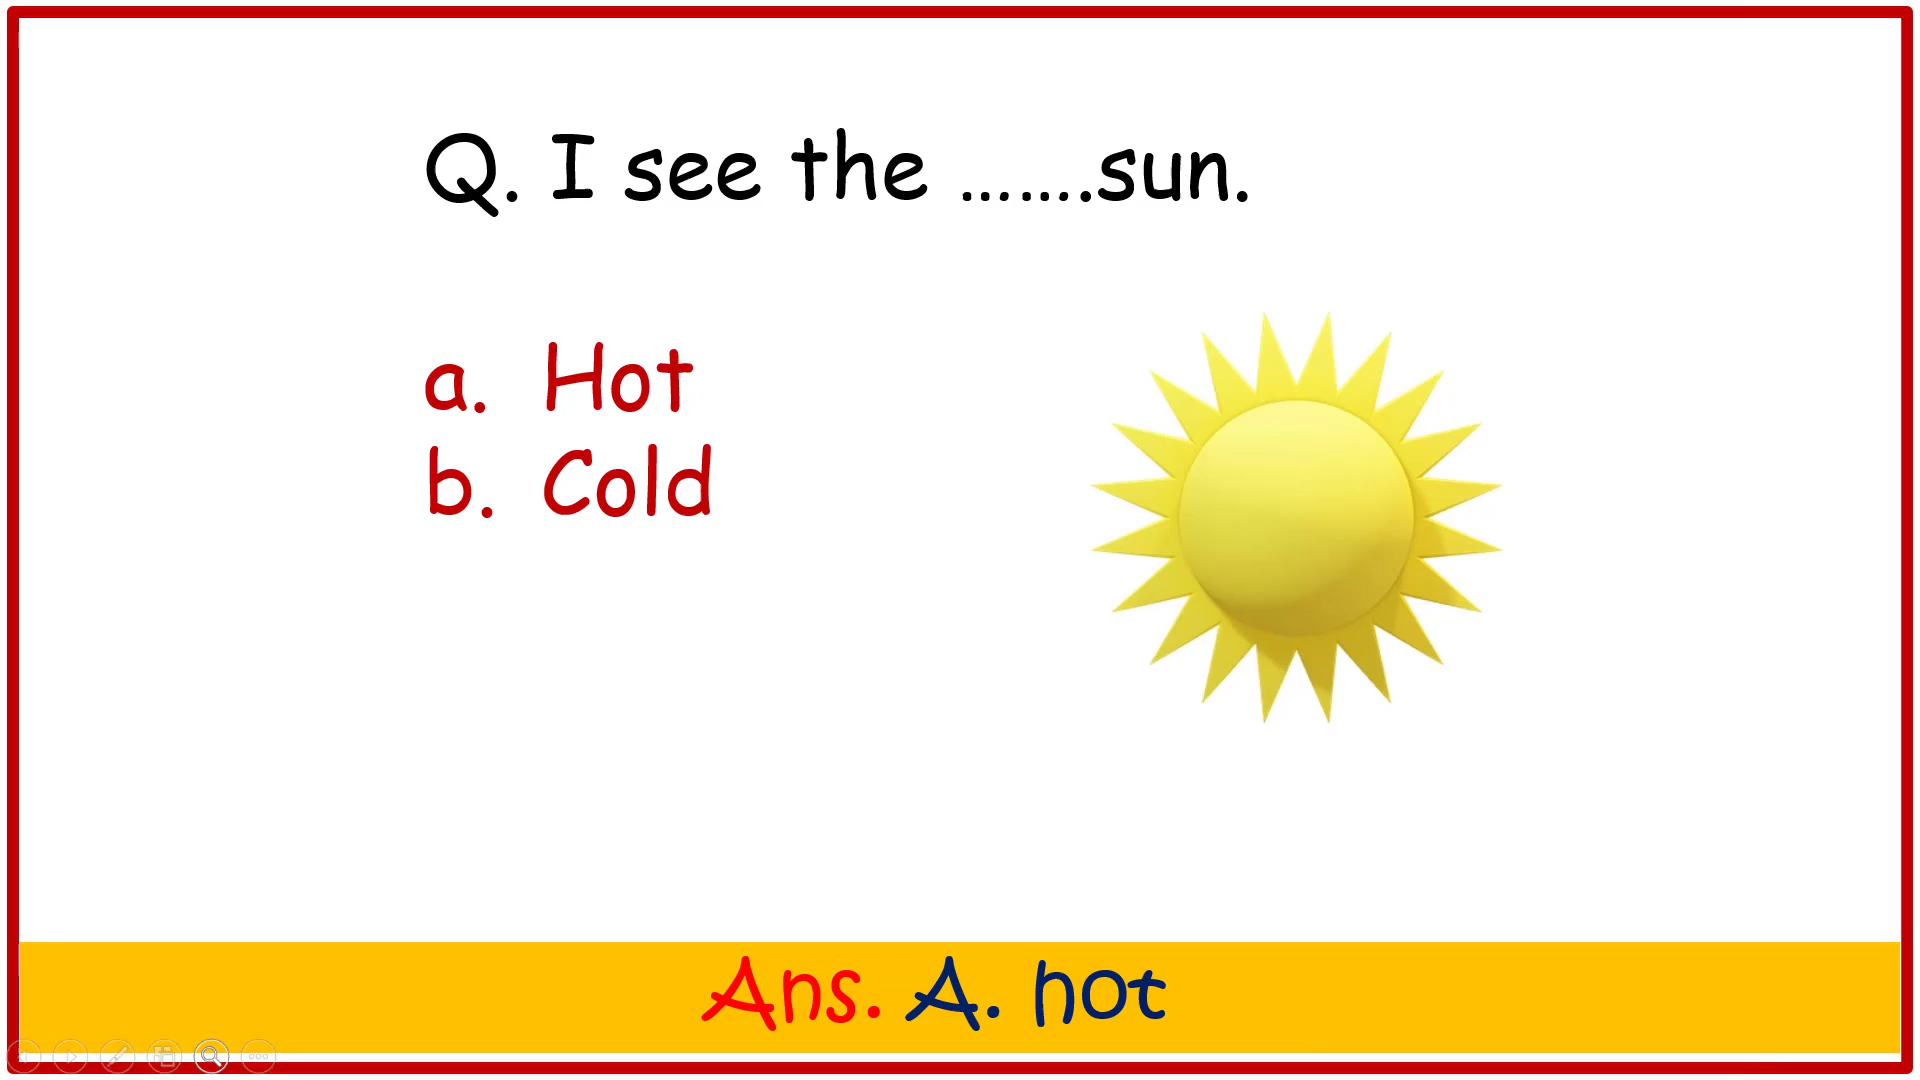 Q. I see the .......sun.
a. Hot
b. Cold
Ans. A. hot